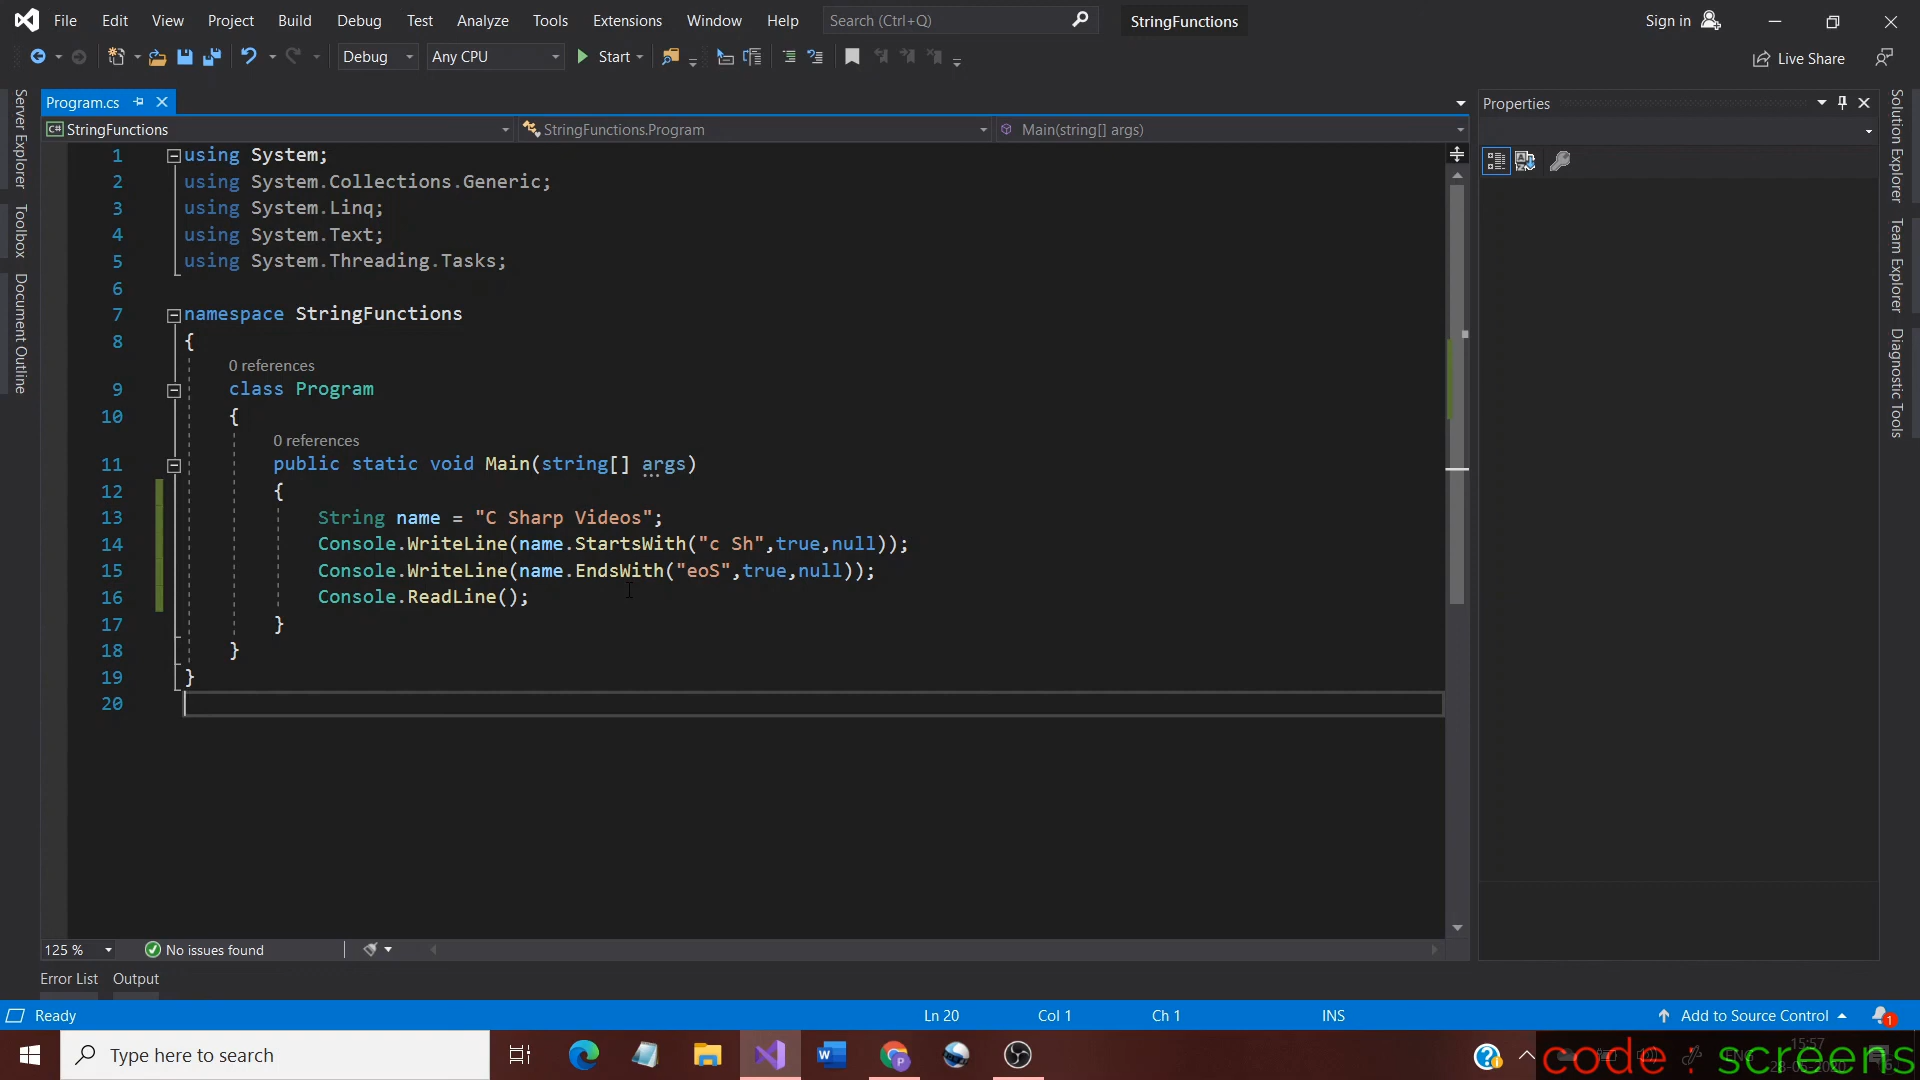 File Edit View Project Build Debug Test Analyze Tools Extensions Window Help Search (Ctrl+Q) StringFunctions Sign in
Debug Any CPU Start Live Share
Server Explorer
Toolbox
Document Outline
Program.cs
StringFunctions StringFunctions.Program Main(string[] args)
1 using System;
2 using System.Collections.Generic;
3 using System.Linq;
4 using System.Text;
5 using System.Threading.Tasks;
6
7 namespace StringFunctions
8 {
0 references
9 class Program
10 {
0 references
11 public static void Main(string[] args)
12 {
13 String name = "C Sharp Videos";
14 Console.WriteLine(name.StartsWith("c Sh",true,null));
15 Console.WriteLine(name.EndsWith("eoS",true,null));
16 Console.ReadLine();
17 }
18 }
19 }
20
Properties
Solution Explorer
Team Explorer
Diagnostic Tools
125 % No issues found
Error List Output
Ready Ln 20 Col 1 Ch 1 INS Add to Source Control 1
Type here to search
15:57
code : screens